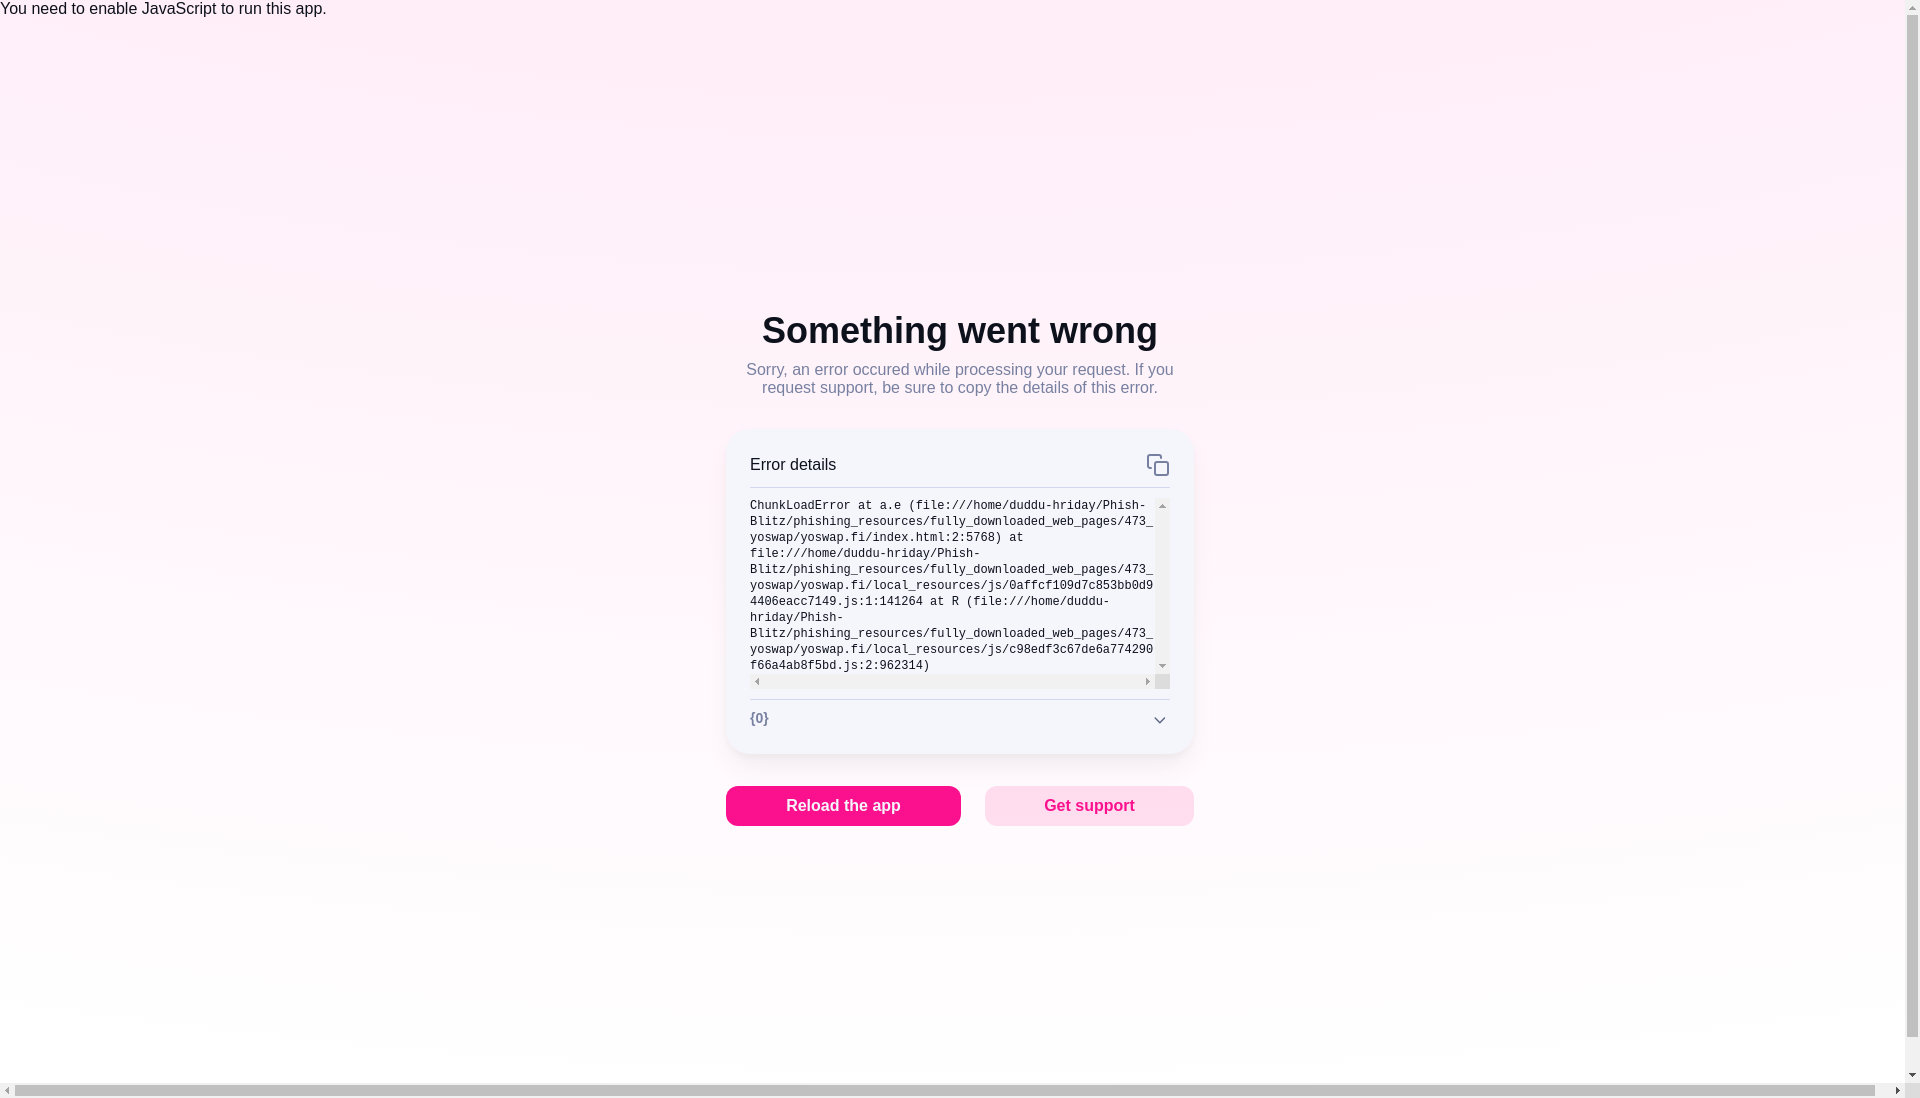 You need to enable JavaScript to run this app.
Something went wrong
Sorry, an error occured while processing your request. If you
request support, be sure to copy the details of this error.
Error details
ChunkLoadError at a.e (file:///home/duddu-hriday/Phish-
Blitz/phishing_resources/fully_downloaded_web_pages/473_
yoswap/yoswap.fi/index.html:2:5768) at
file:///home/duddu-hriday/Phish-
Blitz/phishing_resources/fully_downloaded_web_pages/473_
yoswap/yoswap.fi/local_resources/js/0affcf109d7c853bb0d9
4406eacc7149.js:1:141264 at R (file:///home/duddu-
hriday/Phish-
Blitz/phishing_resources/fully_downloaded_web_pages/473_
yoswap/yoswap.fi/local_resources/js/c98edf3c67de6a774290
f66a4ab8f5bd.js:2:962314)
{0}
Reload the app
Get support